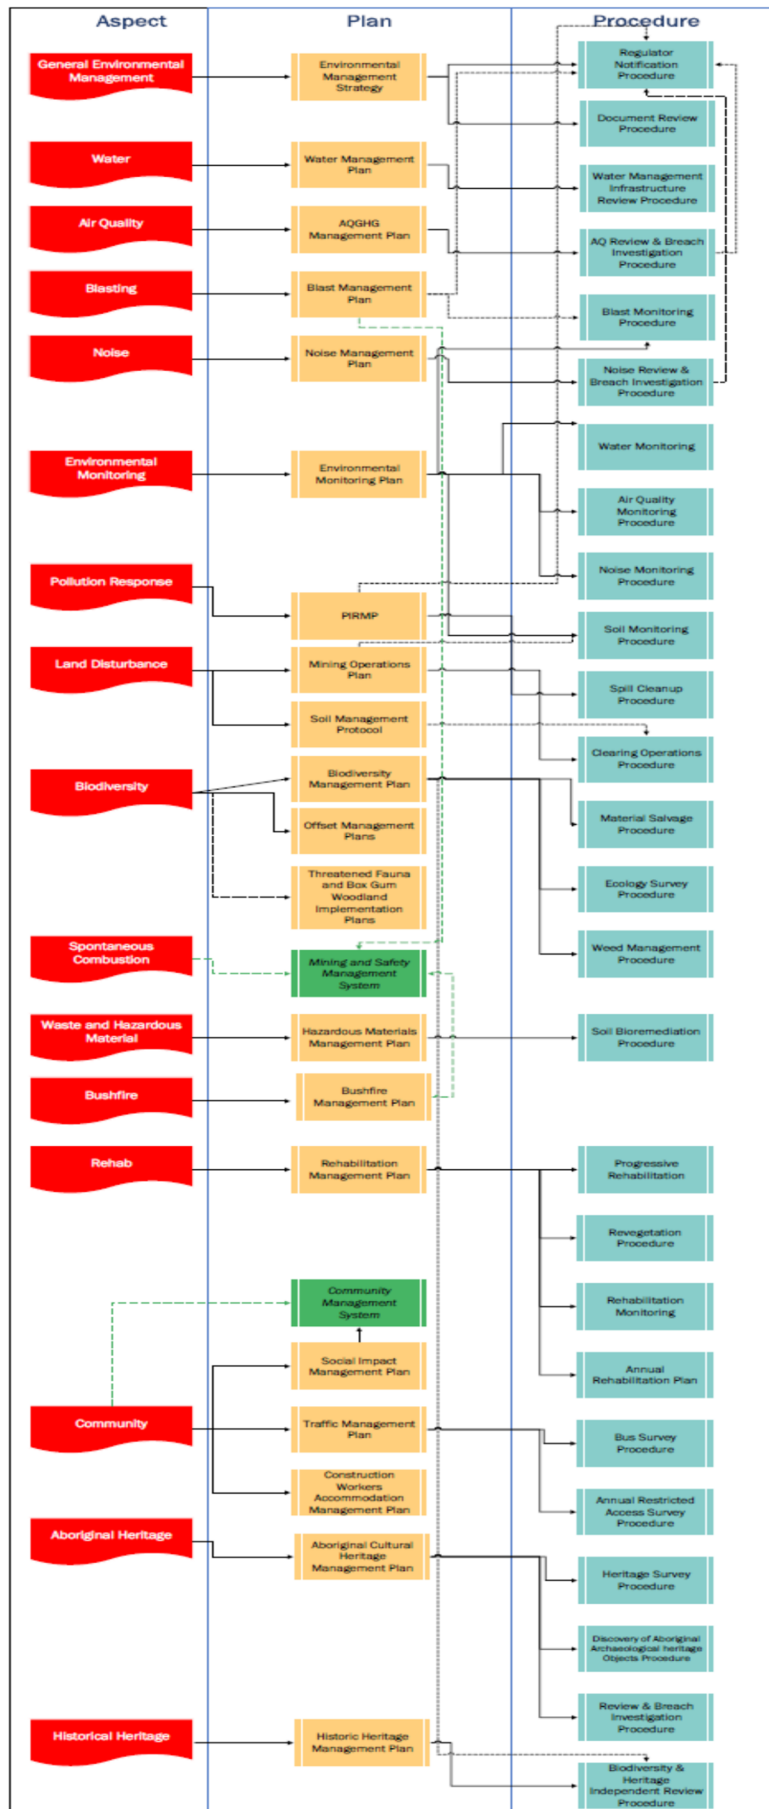 Aspect
Plan
Procedure
General Environmental
Management
Environmental
Management
Strategy
Regulator
Notification
Procedure
Document Review
Procedure
Water
Water Management
Plan
Water Management
Infrastructure
Review Procedure
Air Quality
AQGHG
Management Plan
AQ Review & Breach
Investigation
Procedure
Blasting
Blast Management
Plan
Blast Monitoring
Procedure
Noise
Noise Management
Plan
Noise Review &
Breach Investigation
Procedure
Water Monitoring
Environmental
Monitoring
Environmental
Monitoring Plan
Air Quality
Monitoring
Procedure
Noise Monitoring
Procedure
Pollution Response
PIRMP
Soil Monitoring
Procedure
Land Disturbance
Mining Operations
Plan
Spill Cleanup
Procedure
Soil Management
Protocol
Clearing Operations
Procedure
Biodiversity
Biodiversity
Management Plan
Material Salvage
Procedure
Offset Management
Plans
Threatened Fauna
and Box Gum
Woodland
Implementation
Plans
Ecology Survey
Procedure
Spontaneous
Combustion
Mining and Safety
Management
System
Weed Management
Procedure
Waste and Hazardous
Material
Hazardous Materials
Management Plan
Soil Bioremediation
Procedure
Bushfire
Bushfire
Management Plan
Rehab
Rehabilitation
Management Plan
Progressive
Rehabilitation
Revegetation
Procedure
Community
Management
System
Rehabilitation
Monitoring
Social Impact
Management Plan
Annual
Rehabilitation Plan
Community
Traffic Management
Plan
Bus Survey
Procedure
Construction
Workers
Accommodation
Management Plan
Annual Restricted
Access Survey
Procedure
Aboriginal Heritage
Aboriginal Cultural
Heritage
Management Plan
Heritage Survey
Procedure
Discovery of Aboriginal
Archaeological heritage
Objects Procedure
Review & Breach
Investigation
Procedure
Historical Heritage
Historic Heritage
Management Plan
Biodiversity &
Heritage
Independent Review
Procedure